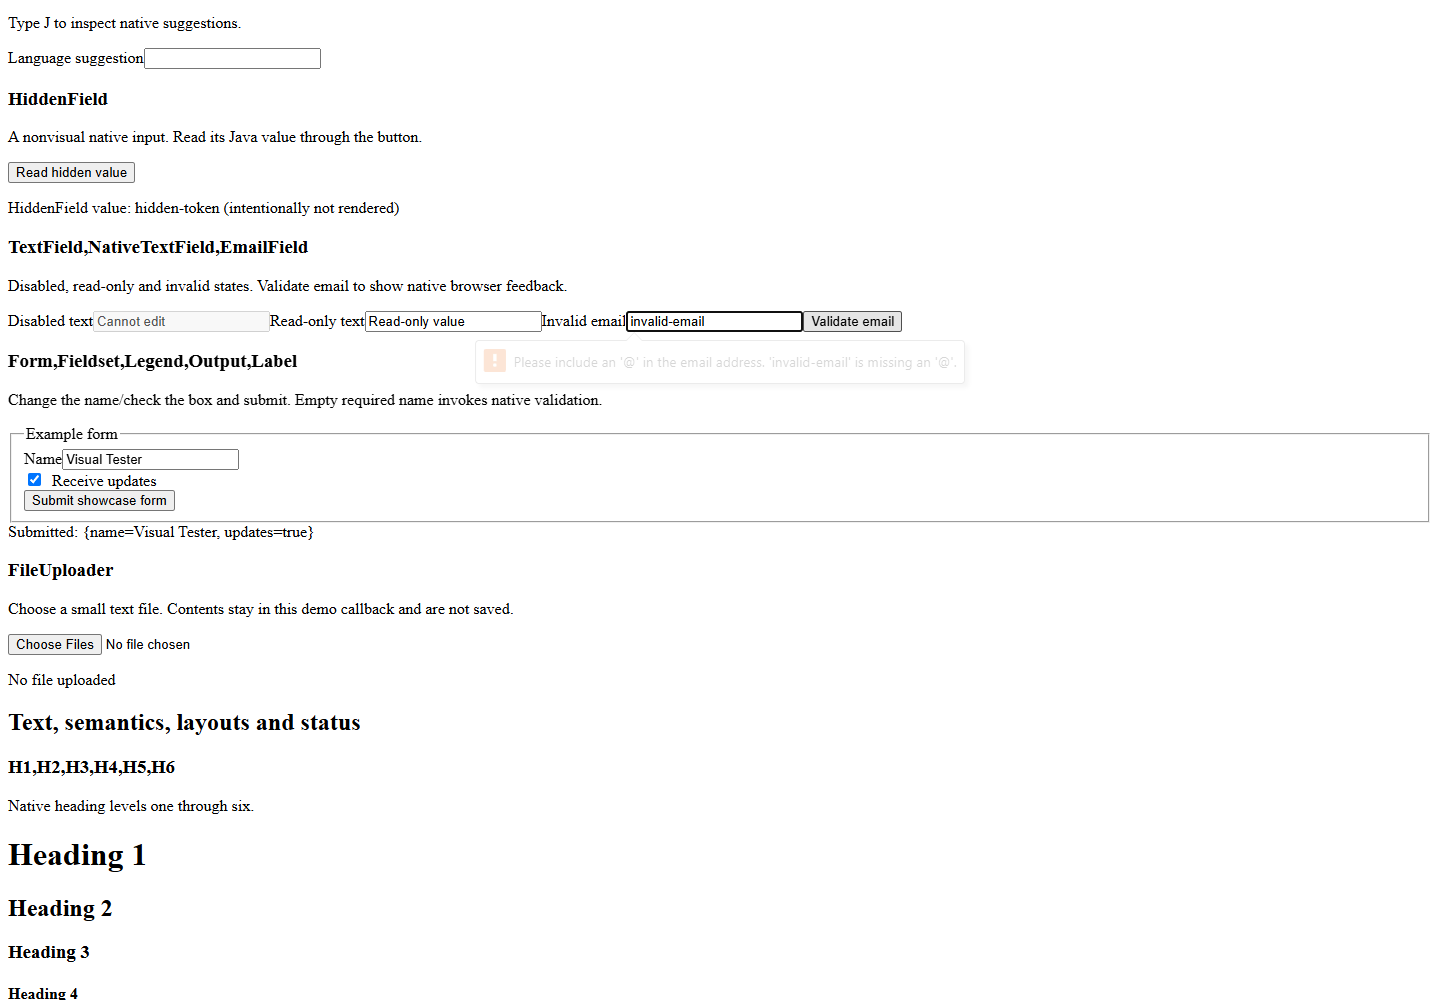 Type J to inspect native suggestions.
Language suggestion
HiddenField
A nonvisual native input. Read its Java value through the button.
Read hidden value
HiddenField value: hidden-token (intentionally not rendered)
TextField,NativeTextField,EmailField
Disabled, read-only and invalid states. Validate email to show native browser feedback.
Disabled text Cannot edit Read-only text Read-only value Invalid email invalid-email Validate email
Please include an '@' in the email address. 'invalid-email' is missing an '@'.
Form,Fieldset,Legend,Output,Label
Change the name/check the box and submit. Empty required name invokes native validation.
Example form
Name Visual Tester
Receive updates
Submit showcase form
Submitted: {name=Visual Tester, updates=true}
FileUploader
Choose a small text file. Contents stay in this demo callback and are not saved.
Choose Files No file chosen
No file uploaded
Text, semantics, layouts and status
H1,H2,H3,H4,H5,H6
Native heading levels one through six.
Heading 1
Heading 2
Heading 3
Heading 4